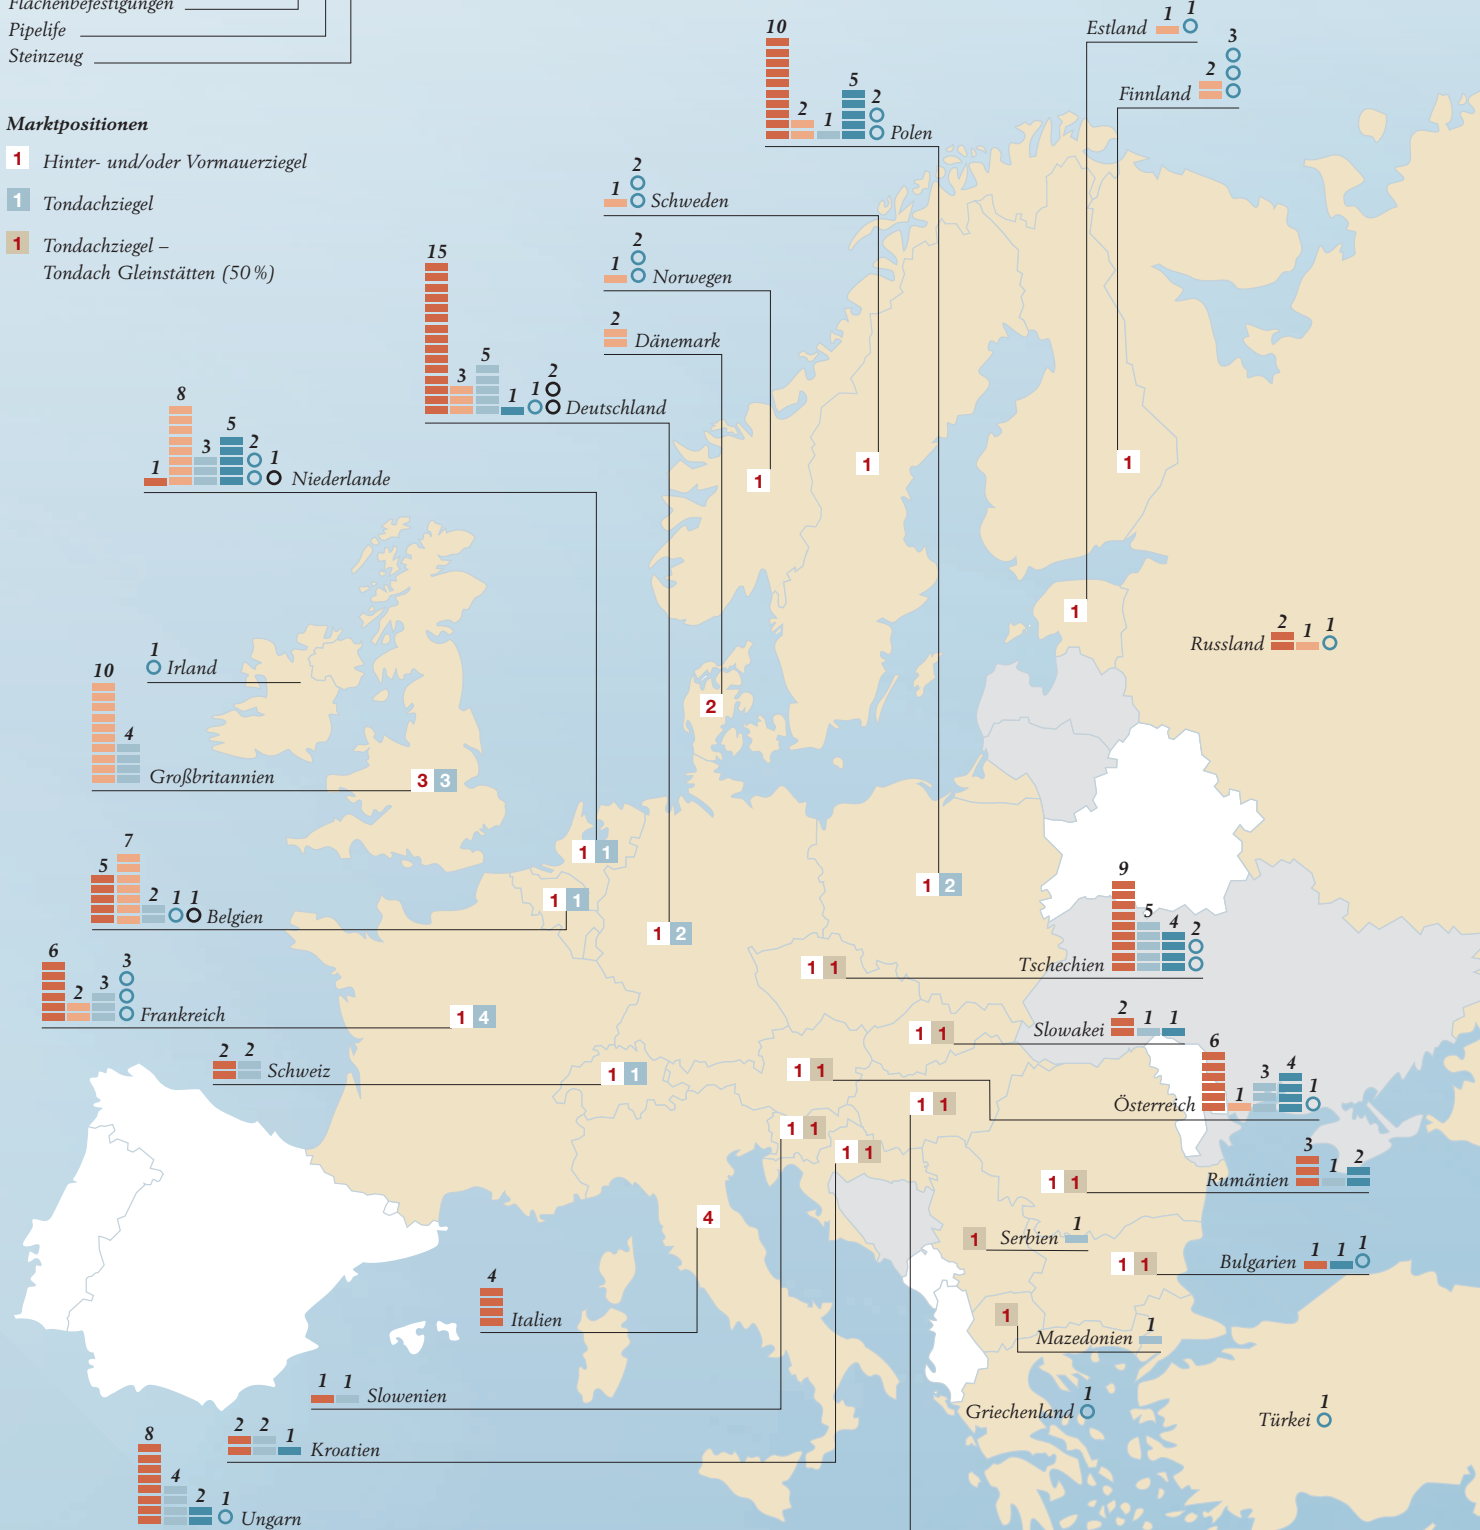 Flächenbefestigungen
Pipelife
Steinzeug
Marktpositionen
1 Hinter- und/oder Vormauerziegel
1 Tondachziegel
1 Tondachziegel –
Tondach Gleinstätten (50 %)
Estland 1 1
Finnland 2 3
10 2 1 5 2 Polen
1 2 Schweden
1 2 Norwegen
2 Dänemark
15 3 5 1 1 2 Deutschland
1 8 3 5 2 1 Niederlande
1 Irland
10 4 Großbritannien
5 7 2 1 1 Belgien
6 2 3 3 Frankreich
2 2 Schweiz
4 Italien
1 1 Slowenien
2 2 1 Kroatien
8 4 2 1 Ungarn
Russland 2 1 1
Tschechien 9 5 4 2
Slowakei 2 1 1
Österreich 6 1 3 4 1
Rumänien 3 1 2
Serbien 1
Bulgarien 1 1 1
Mazedonien 1
Griechenland 1
Türkei 1
1
1
1
1
2
3 3
1 1
1 1
1 2
1 2
1 1
1 4
1 1
1 1
1 1
1 1
1 1
1 1
1 1
4
1
1 1
1